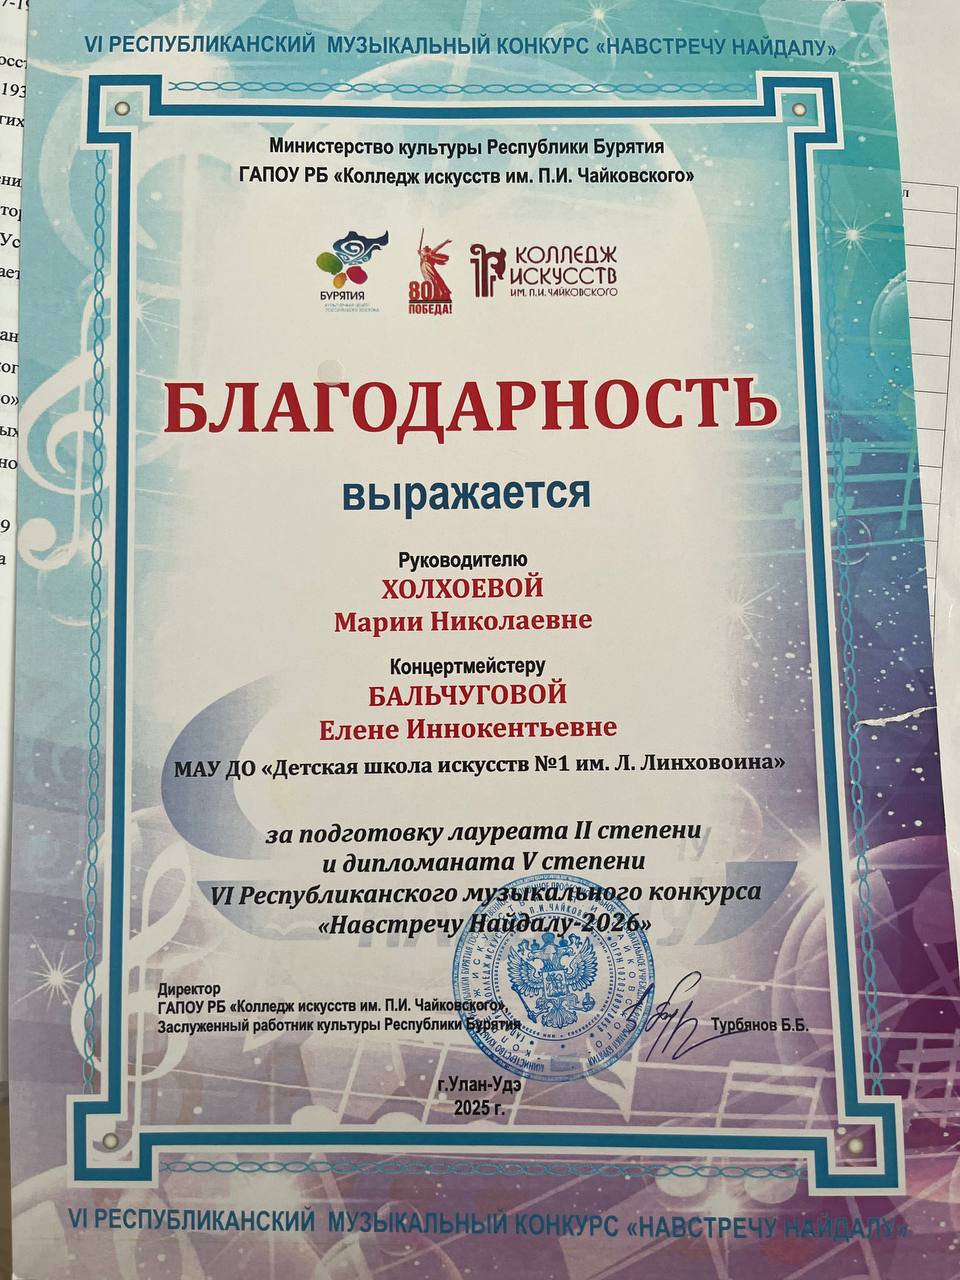 VI РЕСПУБЛИКАНСКИЙ МУЗЫКАЛЬНЫЙ КОНКУРС «НАВСТРЕЧУ НАЙДАЛУ»
Министерство культуры Республики Бурятия
ГАПОУ РБ «Колледж искусств им. П.И. Чайковского»
БУРЯТИЯ
80
ПОБЕДА!
КОЛЛЕДЖ
ИСКУССТВ
ИМ. П.И. ЧАЙКОВСКОГО
БЛАГОДАРНОСТЬ
выражается
Руководителю
ХОЛХОЕВОЙ
Марии Николаевне
Концертмейстеру
БАЛЬЧУГОВОЙ
Елене Иннокентьевне
МАУ ДО «Детская школа искусств №1 им. Л. Линховоина»
за подготовку лауреата II степени
и дипломаната V степени
VI Республиканского музыкального конкурса
«Навстречу Найдалу-2026»
Директор
ГАПОУ РБ «Колледж искусств им. П.И. Чайковского»,
Заслуженный работник культуры Республики Бурятия
Турбянов Б.Б.
г.Улан-Удэ
2025 г.
VI РЕСПУБЛИКАНСКИЙ МУЗЫКАЛЬНЫЙ КОНКУРС «НАВСТРЕЧУ НАЙДАЛУ»